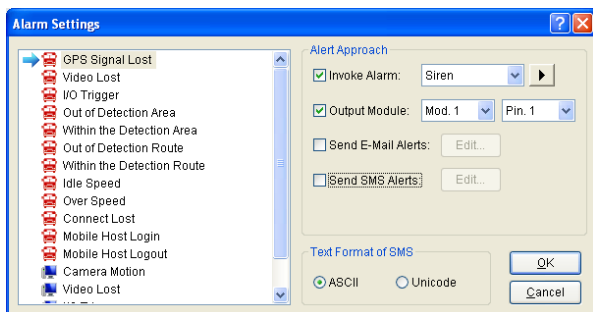 Alarm Settings
GPS Signal Lost
Video Lost
I/O Trigger
Out of Detection Area
Within the Detection Area
Out of Detection Route
Within the Detection Route
Idle Speed
Over Speed
Connect Lost
Mobile Host Login
Mobile Host Logout
Camera Motion
Video Lost
Alert Approach
Invoke Alarm: Siren
Output Module: Mod. 1 Pin. 1
Send E-Mail Alerts: Edit...
Send SMS Alerts: Edit...
Text Format of SMS
ASCII Unicode
OK
Cancel